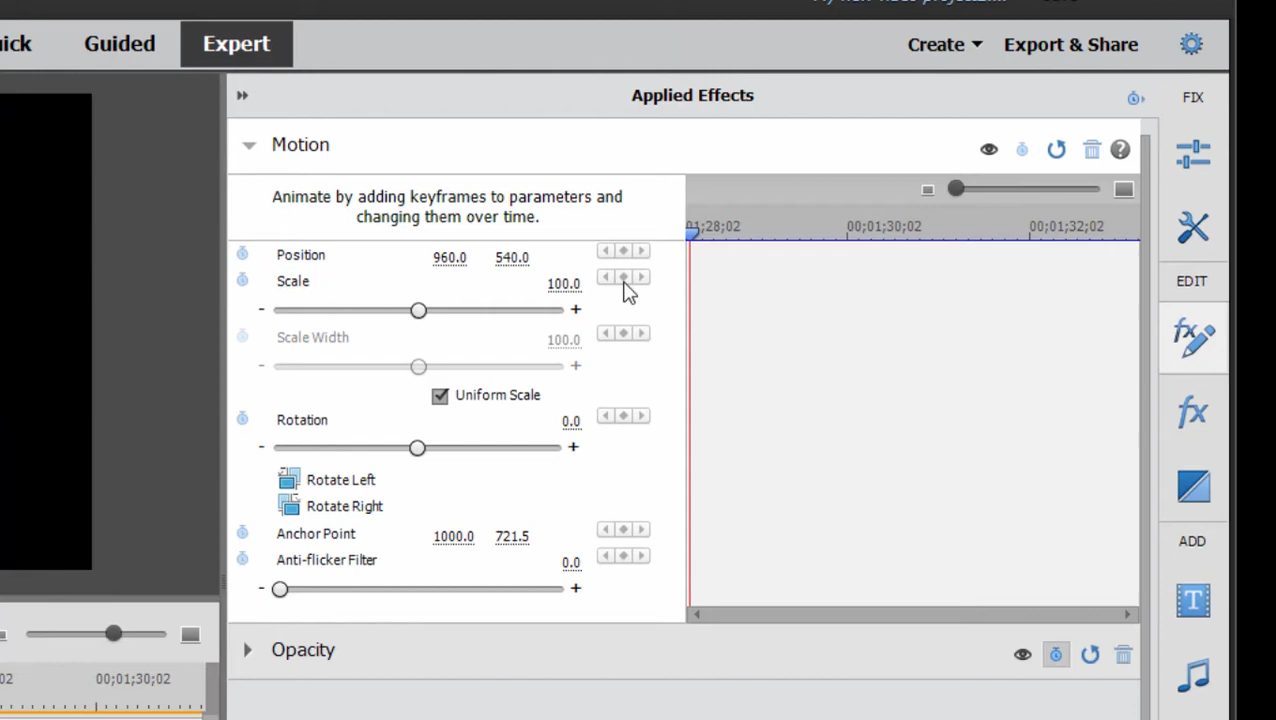 Guided
Expert
Create
Export & Share
Applied Effects
FIX
Motion
Animate by adding keyframes to parameters and
changing them over time.
00;01;30;02
00;01;32;02
Position 960.0 540.0
Scale 100.0
- +
EDIT
Scale Width 100.0
- +
Uniform Scale
Rotation 0.0
- +
Rotate Left
Rotate Right
Anchor Point 1000.0 721.5
ADD
Anti-flicker Filter 0.0
- +
Opacity
00;01;30;02